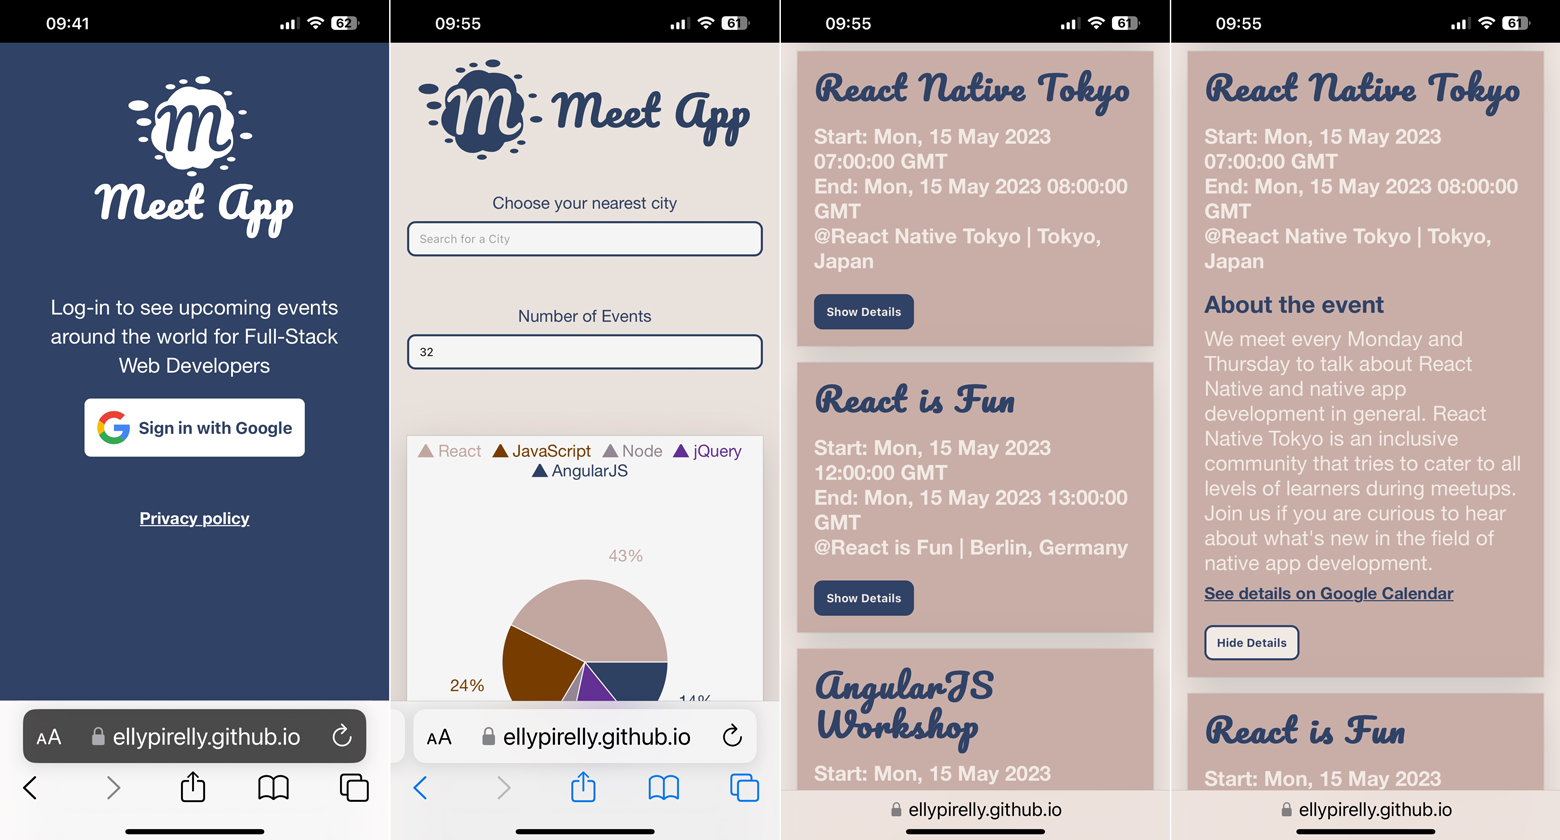 09:41
62
M
Meet App
Log-in to see upcoming events
around the world for Full-Stack
Web Developers
Sign in with Google
Privacy policy
AA ellypirelly.github.io
09:55
61
M Meet App
Choose your nearest city
Search for a City
Number of Events
32
React JavaScript Node jQuery
AngularJS
43%
24%
14%
AA ellypirelly.github.io
09:55
61
React Native Tokyo
Start: Mon, 15 May 2023
07:00:00 GMT
End: Mon, 15 May 2023 08:00:00
GMT
@React Native Tokyo | Tokyo,
Japan
Show Details
React is Fun
Start: Mon, 15 May 2023
12:00:00 GMT
End: Mon, 15 May 2023 13:00:00
GMT
@React is Fun | Berlin, Germany
Show Details
AngularJS
Workshop
Start: Mon, 15 May 2023
ellypirelly.github.io
09:55
61
React Native Tokyo
Start: Mon, 15 May 2023
07:00:00 GMT
End: Mon, 15 May 2023 08:00:00
GMT
@React Native Tokyo | Tokyo,
Japan
About the event
We meet every Monday and
Thursday to talk about React
Native and native app
development in general. React
Native Tokyo is an inclusive
community that tries to cater to all
levels of learners during meetups.
Join us if you are curious to hear
about what's new in the field of
native app development.
See details on Google Calendar
Hide Details
React is Fun
Start: Mon, 15 May 2023
ellypirelly.github.io